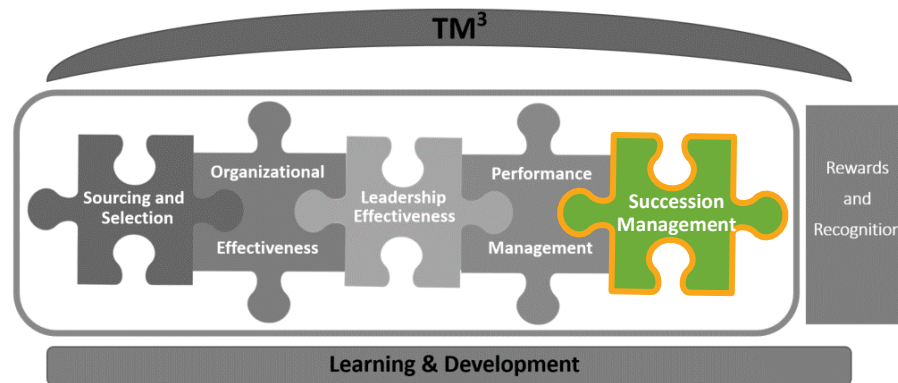 TM³
Sourcing and
Selection
Organizational
Effectiveness
Leadership
Effectiveness
Performance
Management
Succession
Management
Rewards
and
Recognition
Learning & Development